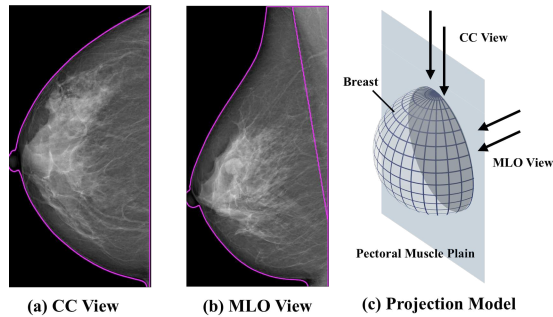 CC View
Breast
MLO View
Pectoral Muscle Plain
(a) CC View
(b) MLO View
(c) Projection Model